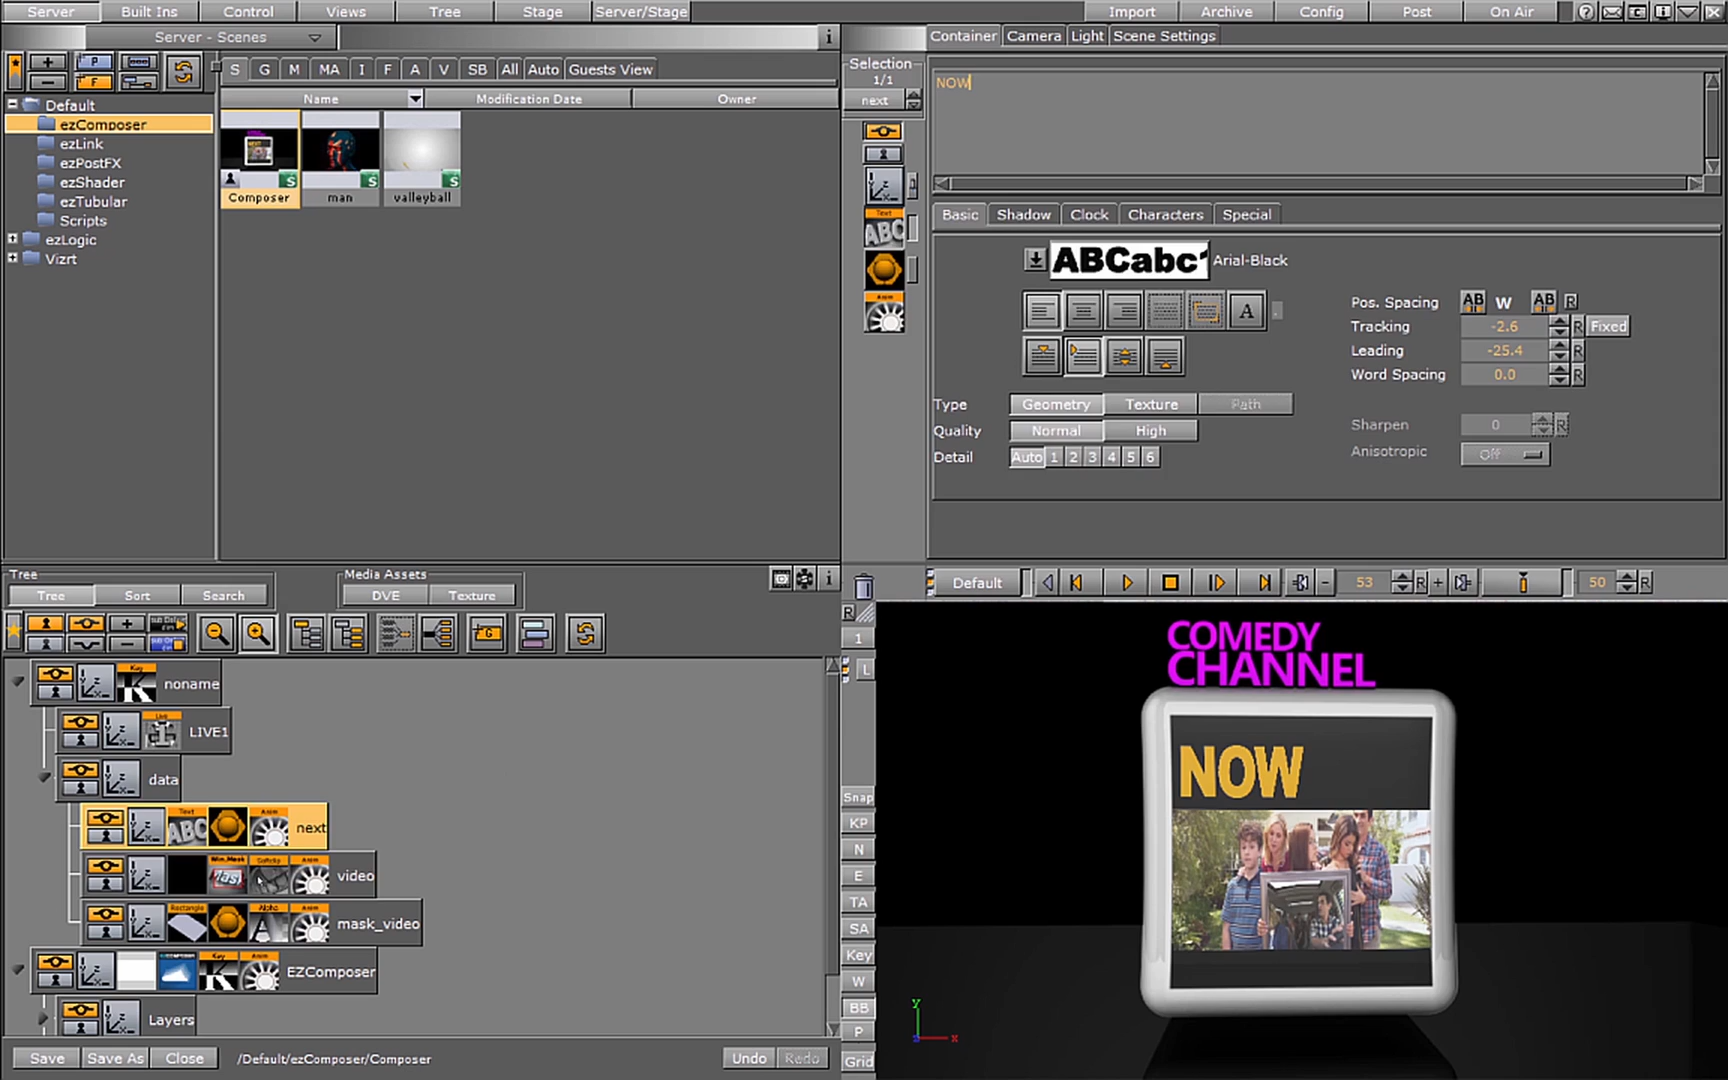 Server Built Ins Control Views Tree Stage Server/Stage Import Archive Config Post On Air
Server - Scenes
Container Camera Light Scene Settings
S G M MA I F A V SB All Auto Guests View
Selection
1/1
next
NOW
Name Modification Date Owner
Default
ezComposer
ezLink
ezPostFX
ezShader
ezTubular
Scripts
ezLogic
Vizrt
Composer man valleyball
Basic Shadow Clock Characters Special
ABCabc Arial-Black
Pos. Spacing AB W AB R
Tracking -2.6 R Fixed
Leading -25.4 R
Word Spacing 0.0 R
Type Geometry Texture Path
Quality Normal High
Detail Auto 1 2 3 4 5 6
Sharpen 0 R
Anisotropic Off
Tree Media Assets
Tree Sort Search DVE Texture
Default 53 R 50 R
noname
LIVE1
data
next
video
mask_video
EZComposer
Layers
R
1
L
Snap
KP
N
E
TA
SA
Key
W
BB
P
Grid
COMEDY
CHANNEL
NOW
y
x
Save Save As Close /Default/ezComposer/Composer Undo Redo